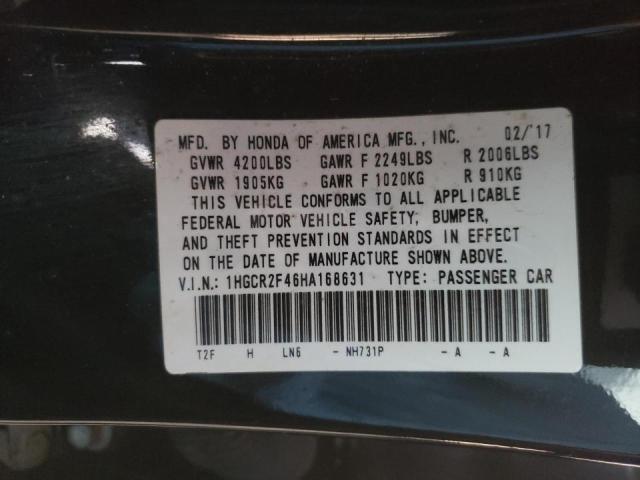 MFD. BY HONDA OF AMERICA MFG., INC. 02/'17
GVWR 4200LBS GAWR F 2249LBS R 2006LBS
GVWR 1905KG GAWR F 1020KG R 910KG
THIS VEHICLE CONFORMS TO ALL APPLICABLE
FEDERAL MOTOR VEHICLE SAFETY, BUMPER,
AND THEFT PREVENTION STANDARDS IN EFFECT
ON THE DATE OF MANUFACTURE SHOWN ABOVE.
V.I.N.: 1HGCR2F46HA168631 TYPE: PASSENGER CAR
T2F H LN6 - NH731P - A - A